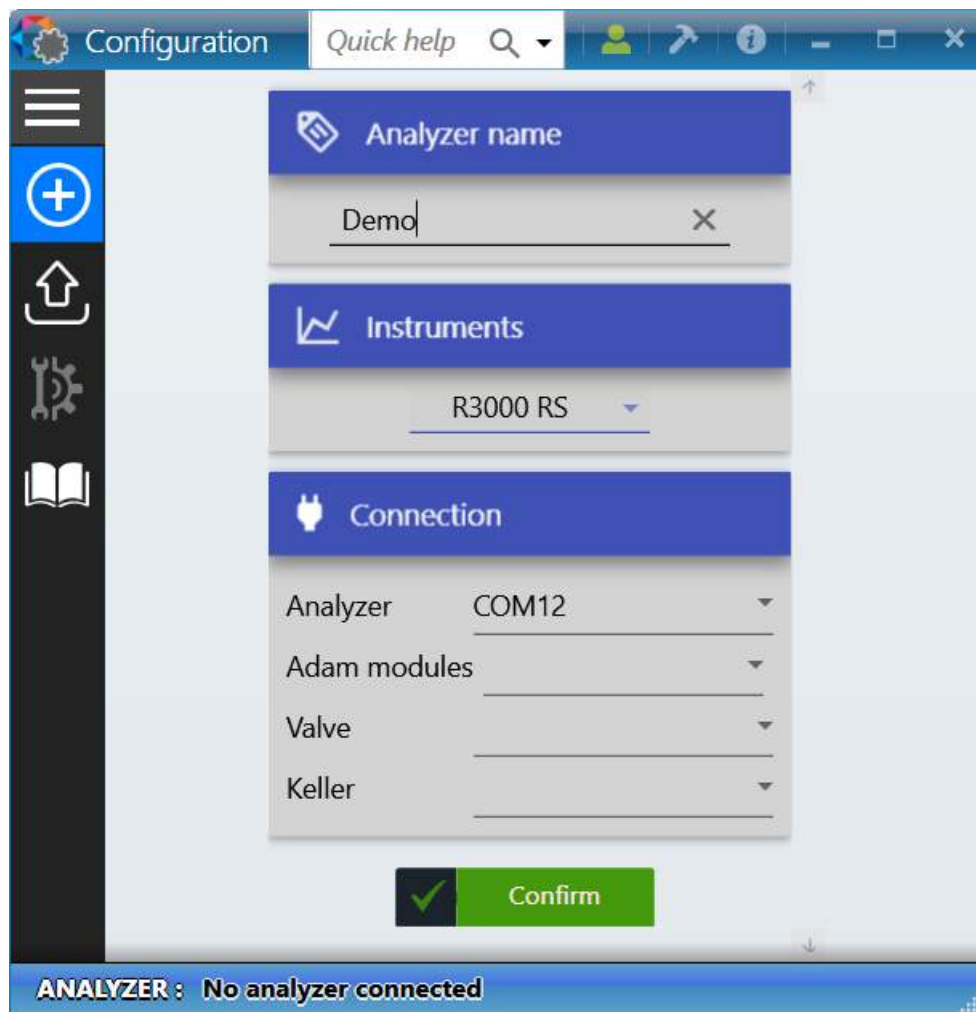 Configuration Quick help
Analyzer name
Demo
Instruments
R3000 RS
Connection
Analyzer COM12
Adam modules
Valve
Keller
Confirm
ANALYZER : No analyzer connected